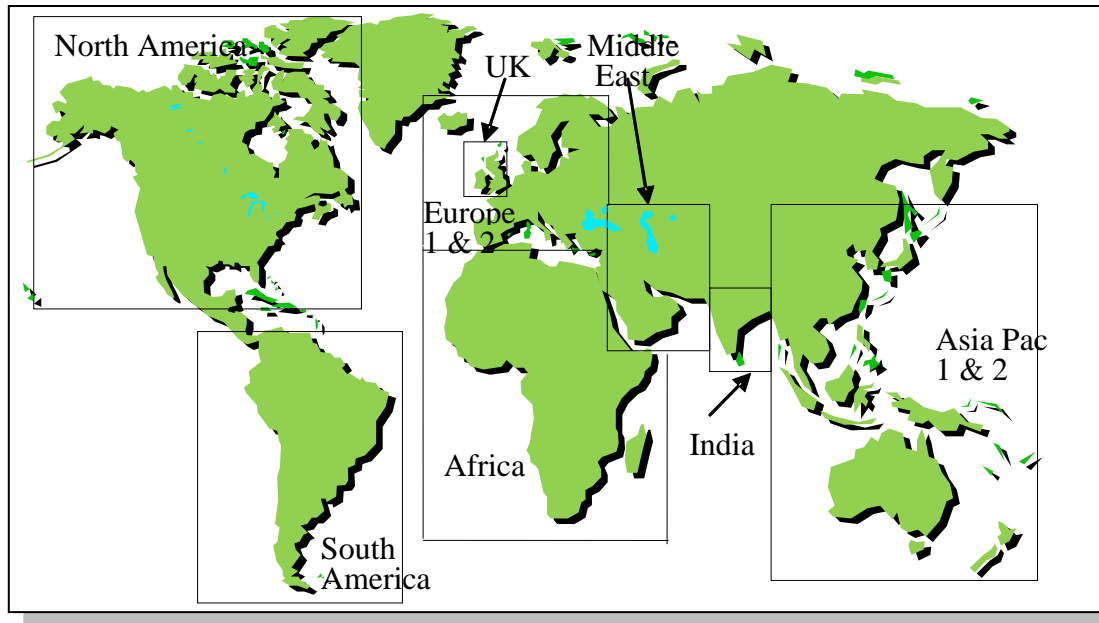 North America
UK
Middle
East
Europe
1 & 2
Asia Pac
1 & 2
India
Africa
South
America